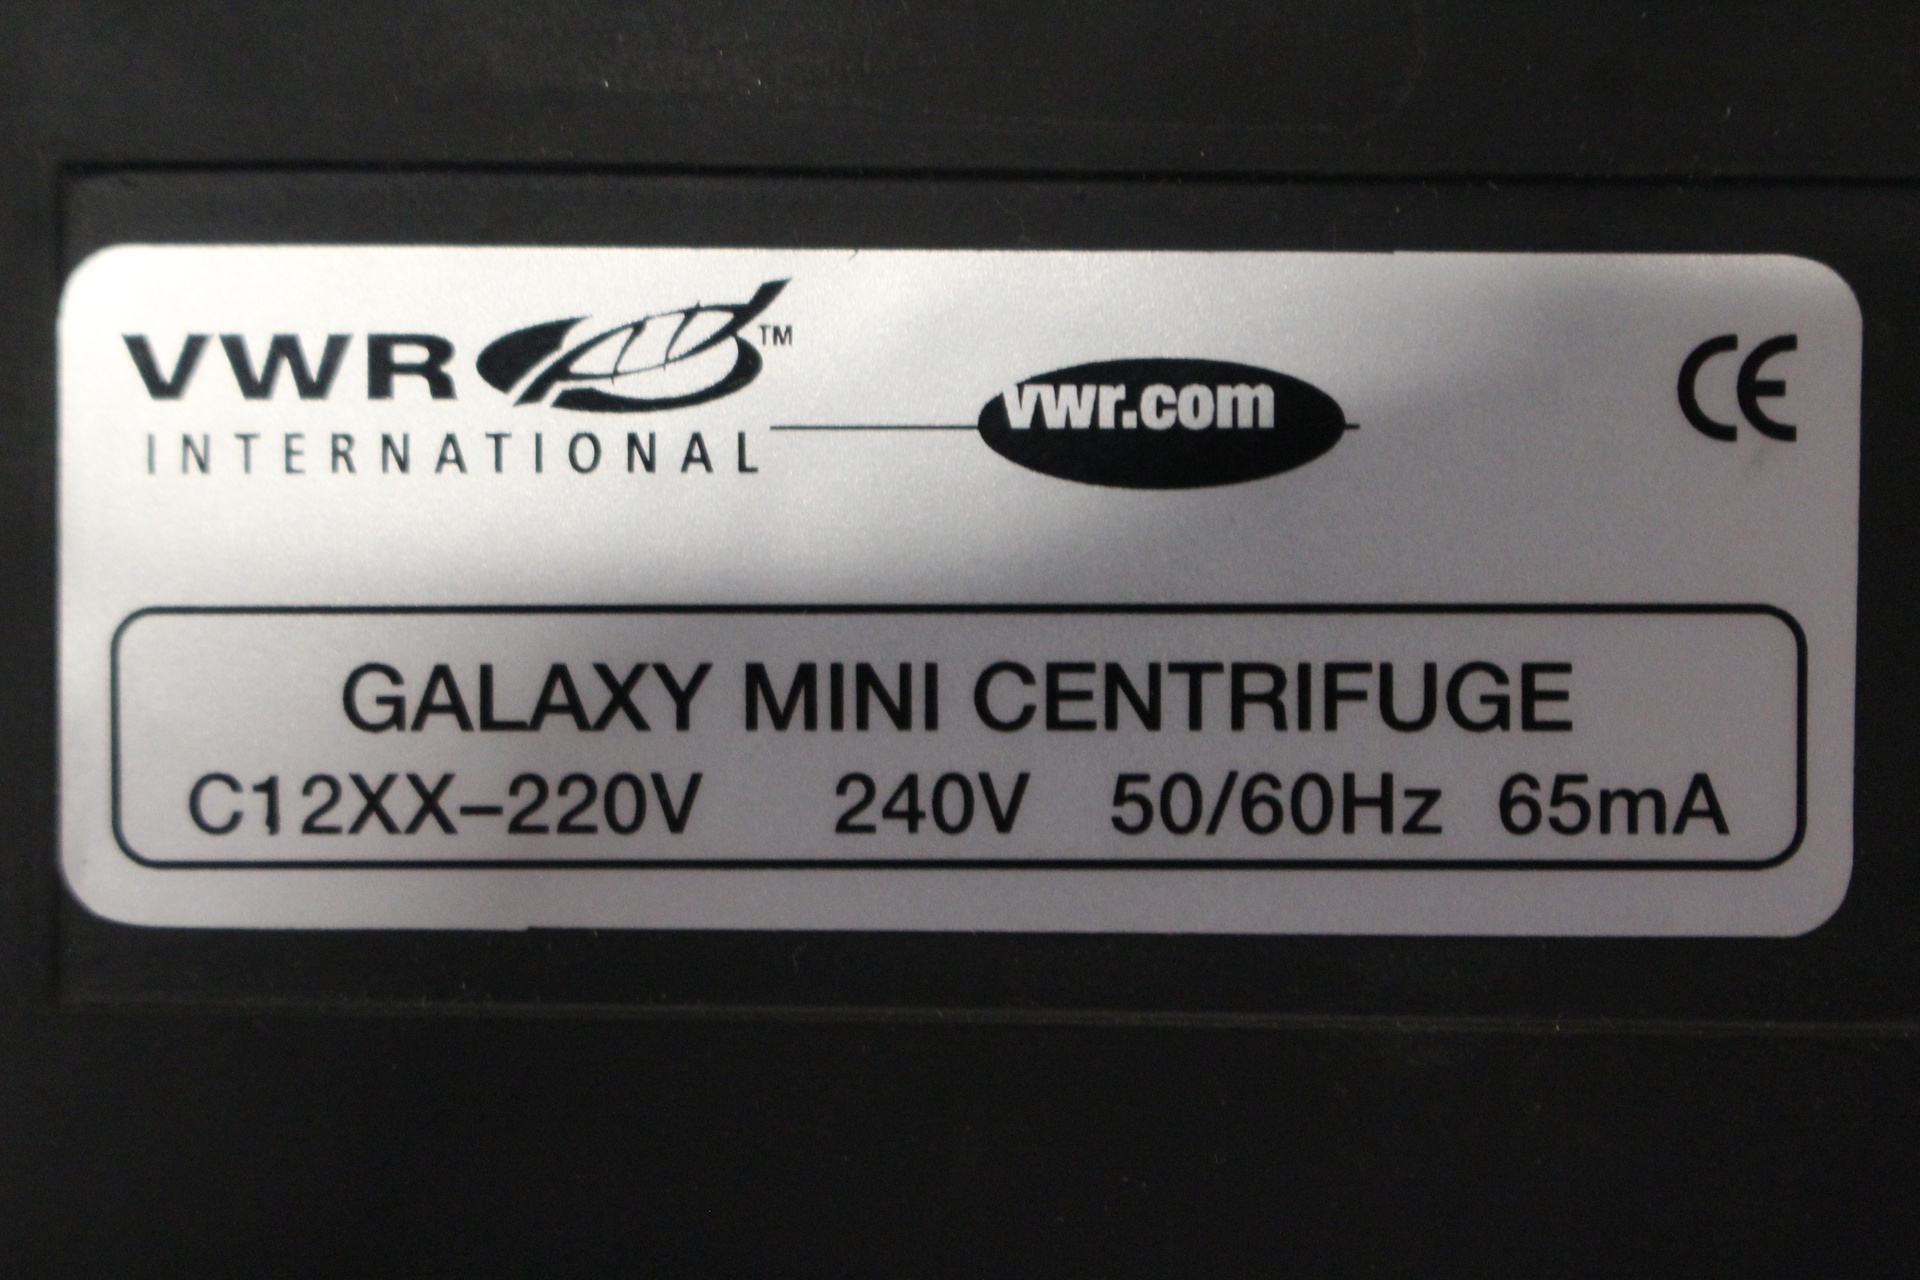 VWR™
INTERNATIONAL
vwr.com
CE
GALAXY MINI CENTRIFUGE
C12XX–220V 240V 50/60Hz 65mA